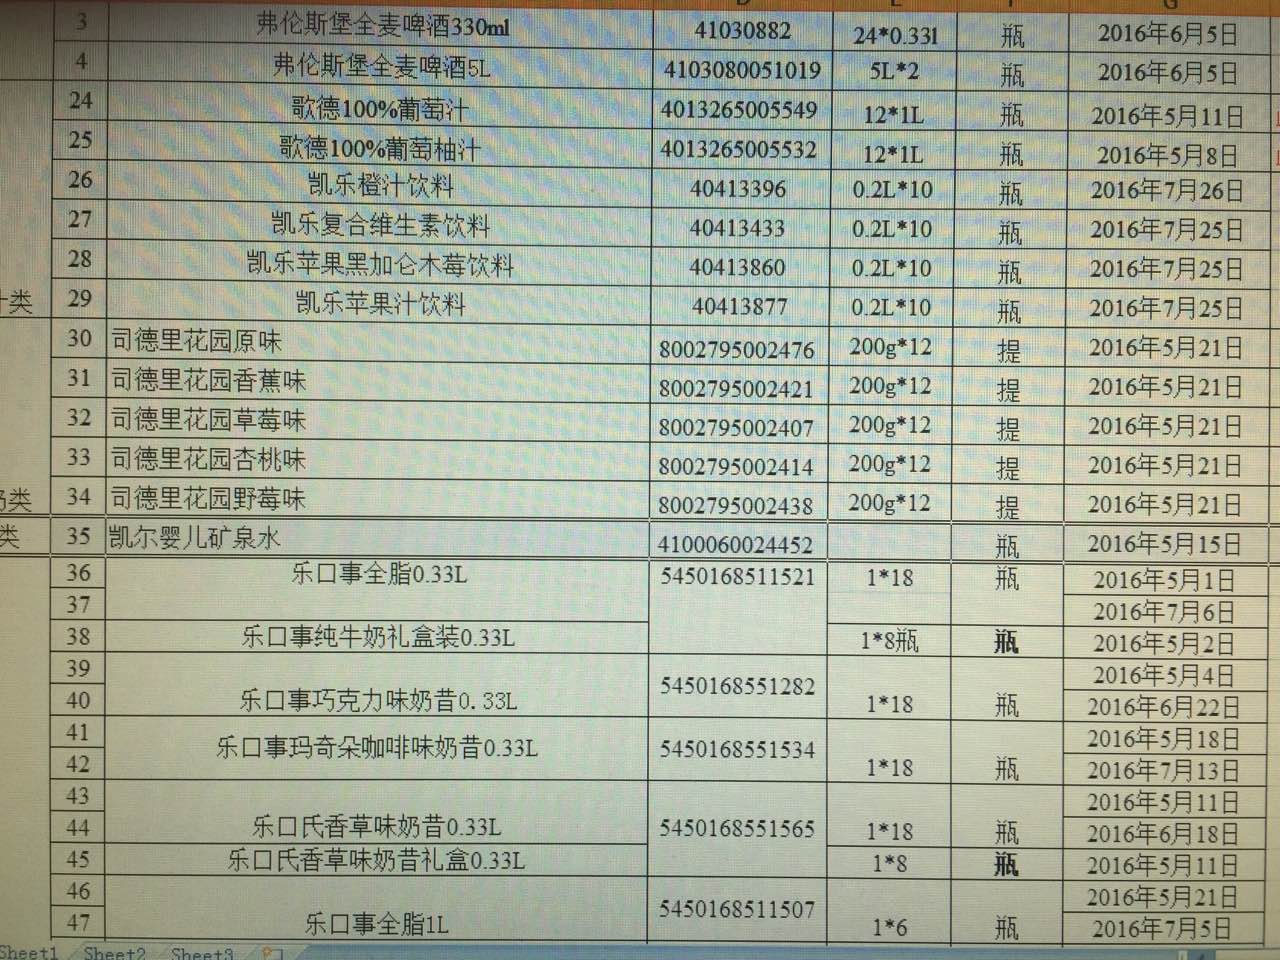 D E F G
3 弗伦斯堡全麦啤酒330ml 41030882 24*0.33l 瓶 2016年6月5日
4 弗伦斯堡全麦啤酒5L 4103080051019 5L*2 瓶 2016年6月5日
24 歌德100%葡萄汁 4013265005549 12*1L 瓶 2016年5月11日
25 歌德100%葡萄柚汁 4013265005532 12*1L 瓶 2016年5月8日
26 凯乐橙汁饮料 40413396 0.2L*10 瓶 2016年7月26日
27 凯乐复合维生素饮料 40413433 0.2L*10 瓶 2016年7月25日
28 凯乐苹果黑加仑木莓饮料 40413860 0.2L*10 瓶 2016年7月25日
类 29 凯乐苹果汁饮料 40413877 0.2L*10 瓶 2016年7月25日
30 司德里花园原味 8002795002476 200g*12 提 2016年5月21日
31 司德里花园香蕉味 8002795002421 200g*12 提 2016年5月21日
32 司德里花园草莓味 8002795002407 200g*12 提 2016年5月21日
33 司德里花园杏桃味 8002795002414 200g*12 提 2016年5月21日
类 34 司德里花园野莓味 8002795002438 200g*12 提 2016年5月21日
类 35 凯尔婴儿矿泉水 4100060024452 瓶 2016年5月15日
36 乐口事全脂0.33L 5450168511521 1*18 瓶 2016年5月1日
37 2016年7月6日
38 乐口事纯牛奶礼盒装0.33L 1*8瓶 瓶 2016年5月2日
39 2016年5月4日
40 乐口事巧克力味奶昔0.33L 5450168551282 1*18 瓶 2016年6月22日
41 2016年5月18日
42 乐口事玛奇朵咖啡味奶昔0.33L 5450168551534 1*18 瓶 2016年7月13日
43 2016年5月11日
44 乐口氏香草味奶昔0.33L 5450168551565 1*18 瓶 2016年6月18日
45 乐口氏香草味奶昔礼盒0.33L 1*8 瓶 2016年5月11日
46 2016年5月21日
47 乐口事全脂1L 5450168511507 1*6 瓶 2016年7月5日
Sheet1 Sheet2 Sheet3